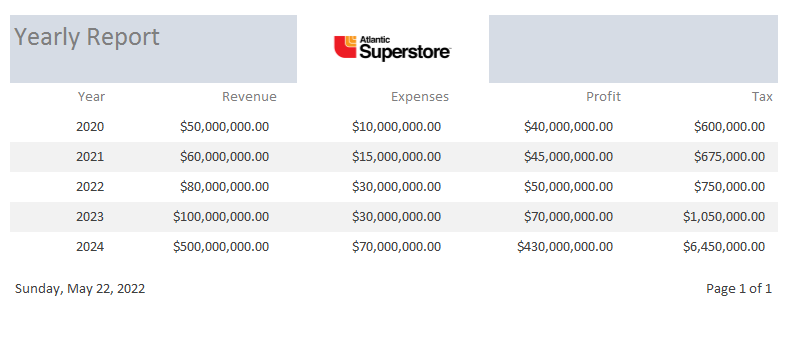 Yearly Report
Atlantic
Superstore
Year Revenue Expenses Profit Tax
2020 $50,000,000.00 $10,000,000.00 $40,000,000.00 $600,000.00
2021 $60,000,000.00 $15,000,000.00 $45,000,000.00 $675,000.00
2022 $80,000,000.00 $30,000,000.00 $50,000,000.00 $750,000.00
2023 $100,000,000.00 $30,000,000.00 $70,000,000.00 $1,050,000.00
2024 $500,000,000.00 $70,000,000.00 $430,000,000.00 $6,450,000.00
Sunday, May 22, 2022 Page 1 of 1